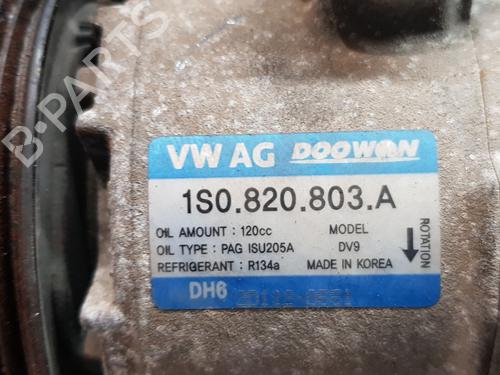 B-PARTS
VW AG DOOWON
1S0.820.803.A
OIL AMOUNT : 120cc MODEL
OIL TYPE : PAG ISU205A DV9
REFRIGERANT : R134a MADE IN KOREA
ROTATION
DH6